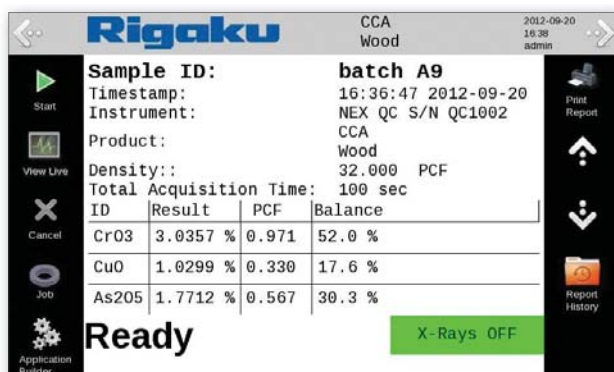 Rigaku
CCA
Wood
2012-09-20
16:38
admin
Start
View Live
Cancel
Job
Application
Builder
Sample ID: batch A9
Timestamp: 16:36:47 2012-09-20
Instrument: NEX QC S/N QC1002
Product: CCA
Wood
Density:: 32.000 PCF
Total Acquisition Time: 100 sec
ID Result PCF Balance
CrO3 3.0357 % 0.971 52.0 %
CuO 1.0299 % 0.330 17.6 %
As2O5 1.7712 % 0.567 30.3 %
Ready
X-Rays OFF
Print
Report
Report
History